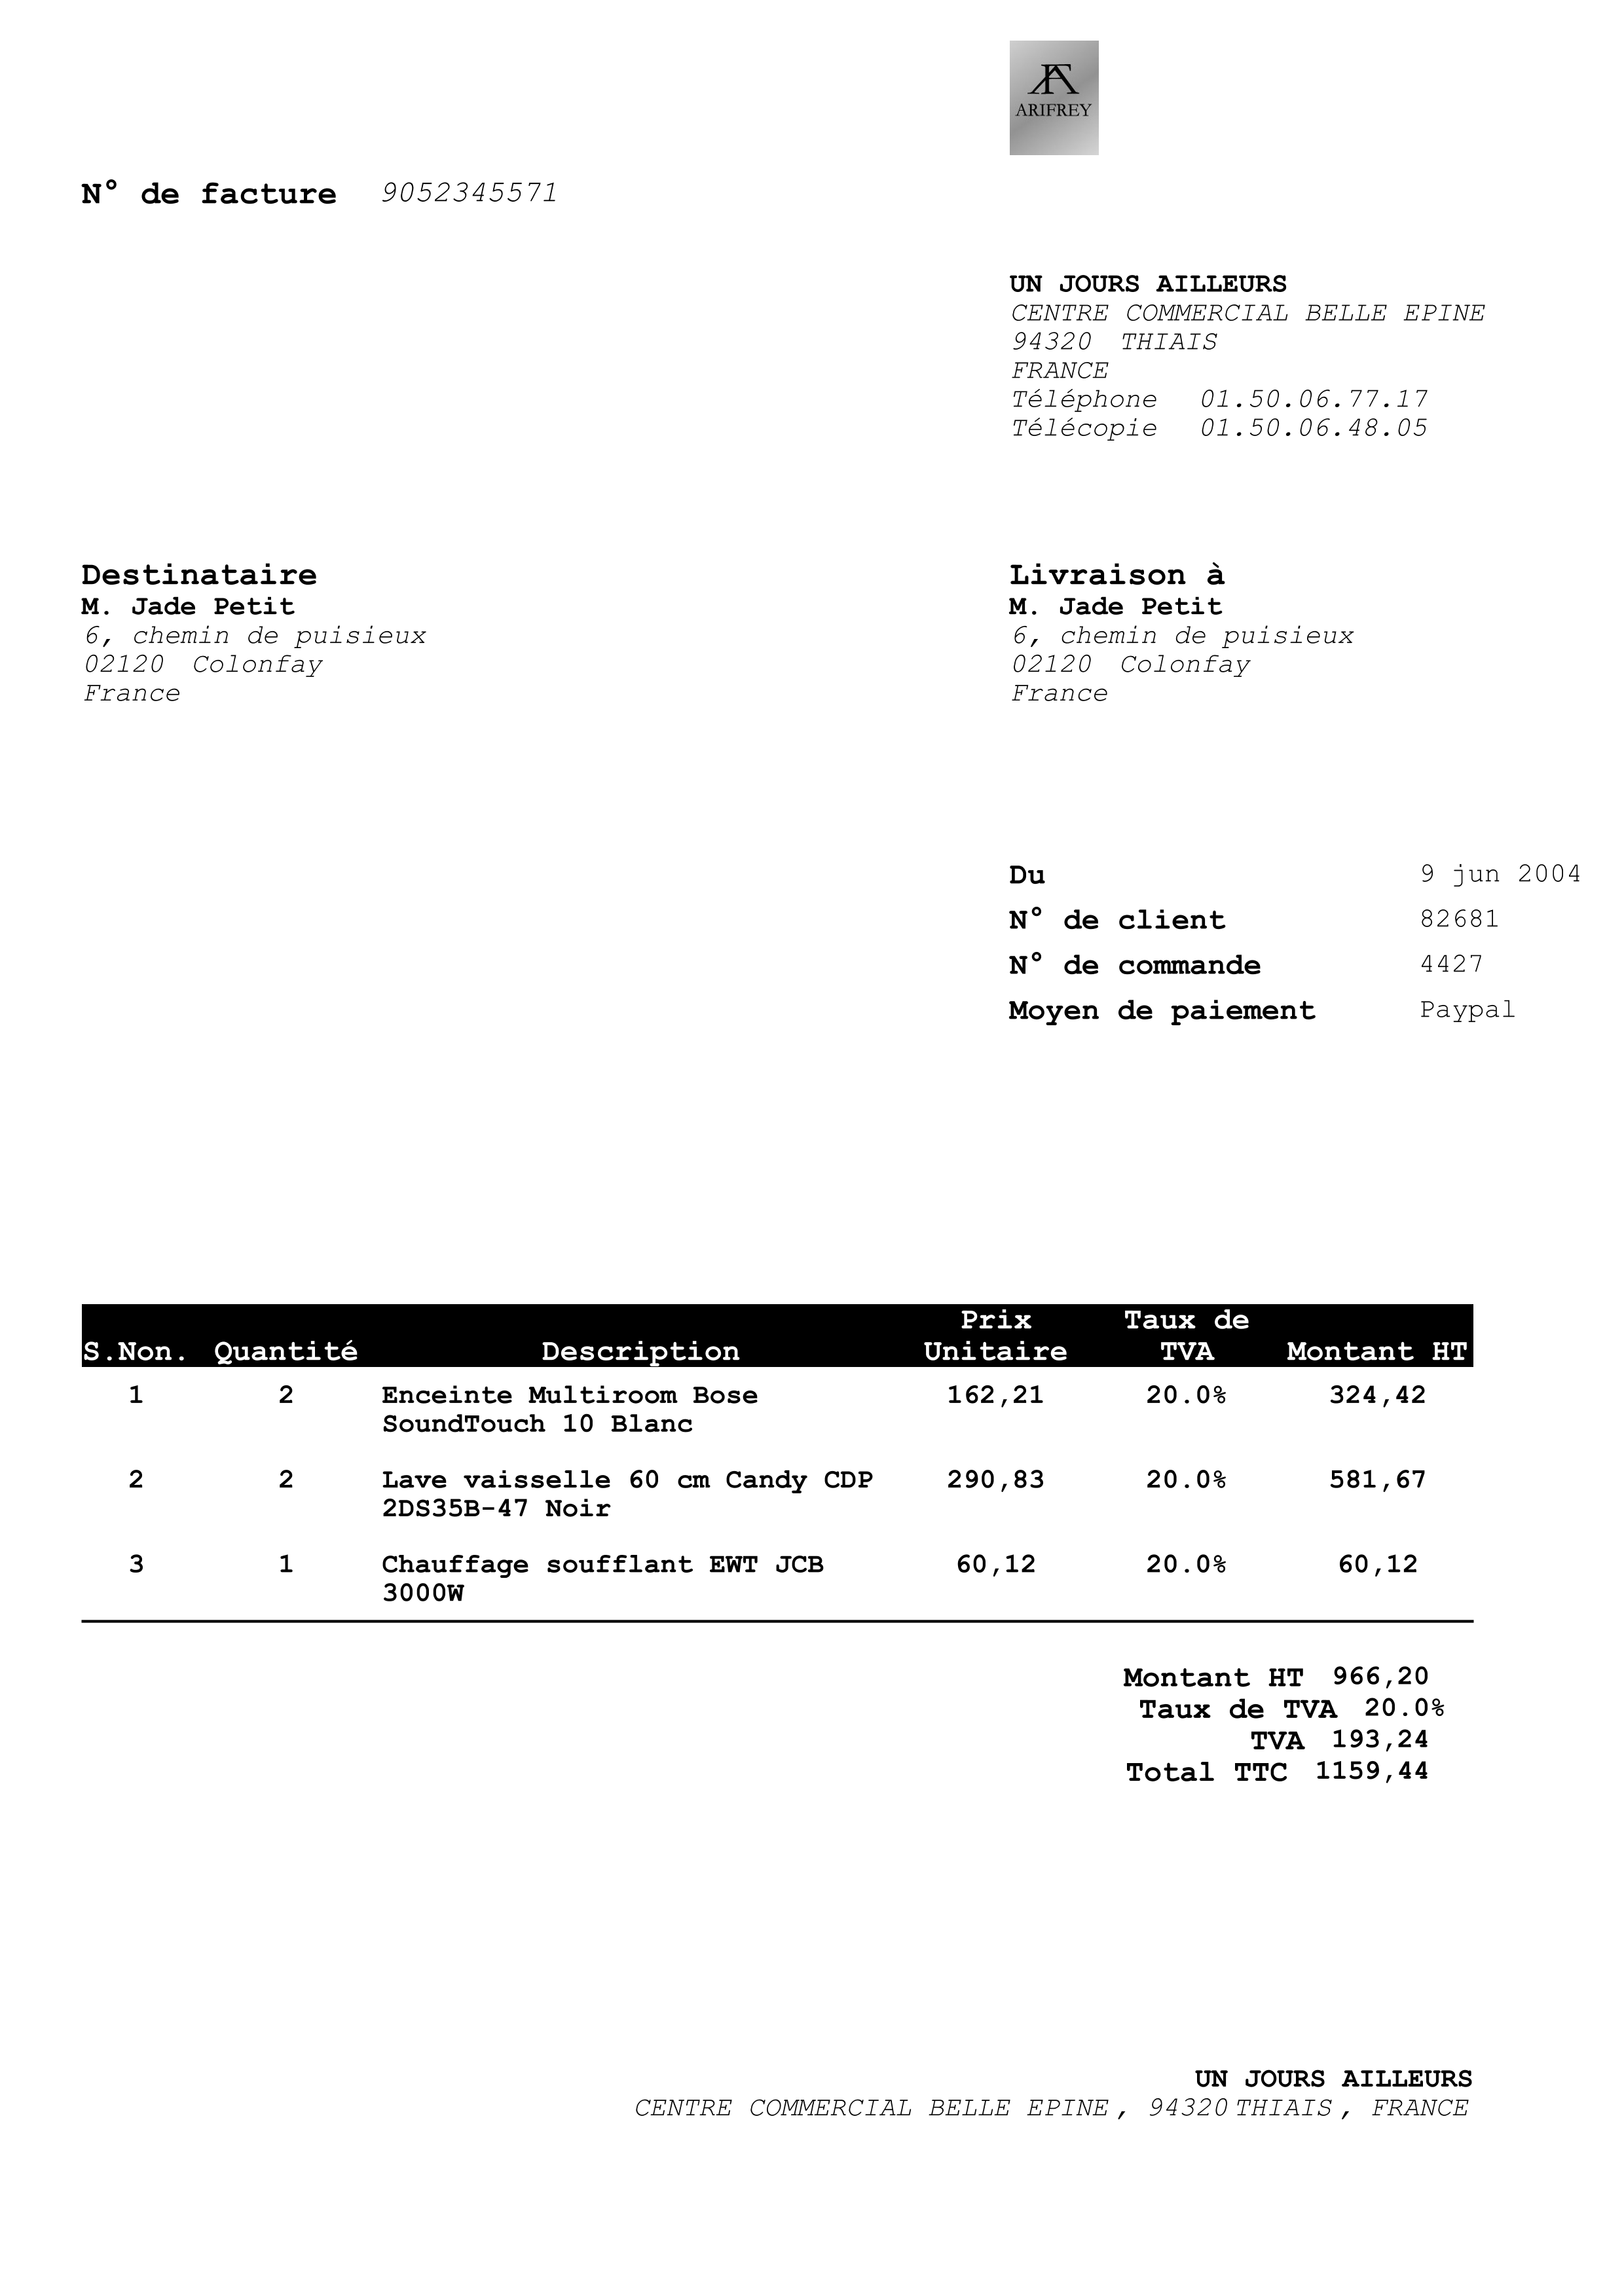 ARIFREY
N° de facture 9052345571
UN JOURS AILLEURS
CENTRE COMMERCIAL BELLE EPINE
94320 THIAIS
FRANCE
Téléphone 01.50.06.77.17
Télécopie 01.50.06.48.05
Destinataire
M. Jade Petit
6, chemin de puisieux
02120 Colonfay
France
Livraison à
M. Jade Petit
6, chemin de puisieux
02120 Colonfay
France
Du 9 jun 2004
N° de client 82681
N° de commande 4427
Moyen de paiement Paypal
S.Non. Quantité Description Prix Unitaire Taux de TVA Montant HT
1 2 Enceinte Multiroom Bose 162,21 20.0% 324,42
SoundTouch 10 Blanc
2 2 Lave vaisselle 60 cm Candy CDP 290,83 20.0% 581,67
2DS35B-47 Noir
3 1 Chauffage soufflant EWT JCB 60,12 20.0% 60,12
3000W
Montant HT 966,20
Taux de TVA 20.0%
TVA 193,24
Total TTC 1159,44
UN JOURS AILLEURS
CENTRE COMMERCIAL BELLE EPINE , 94320 THIAIS , FRANCE